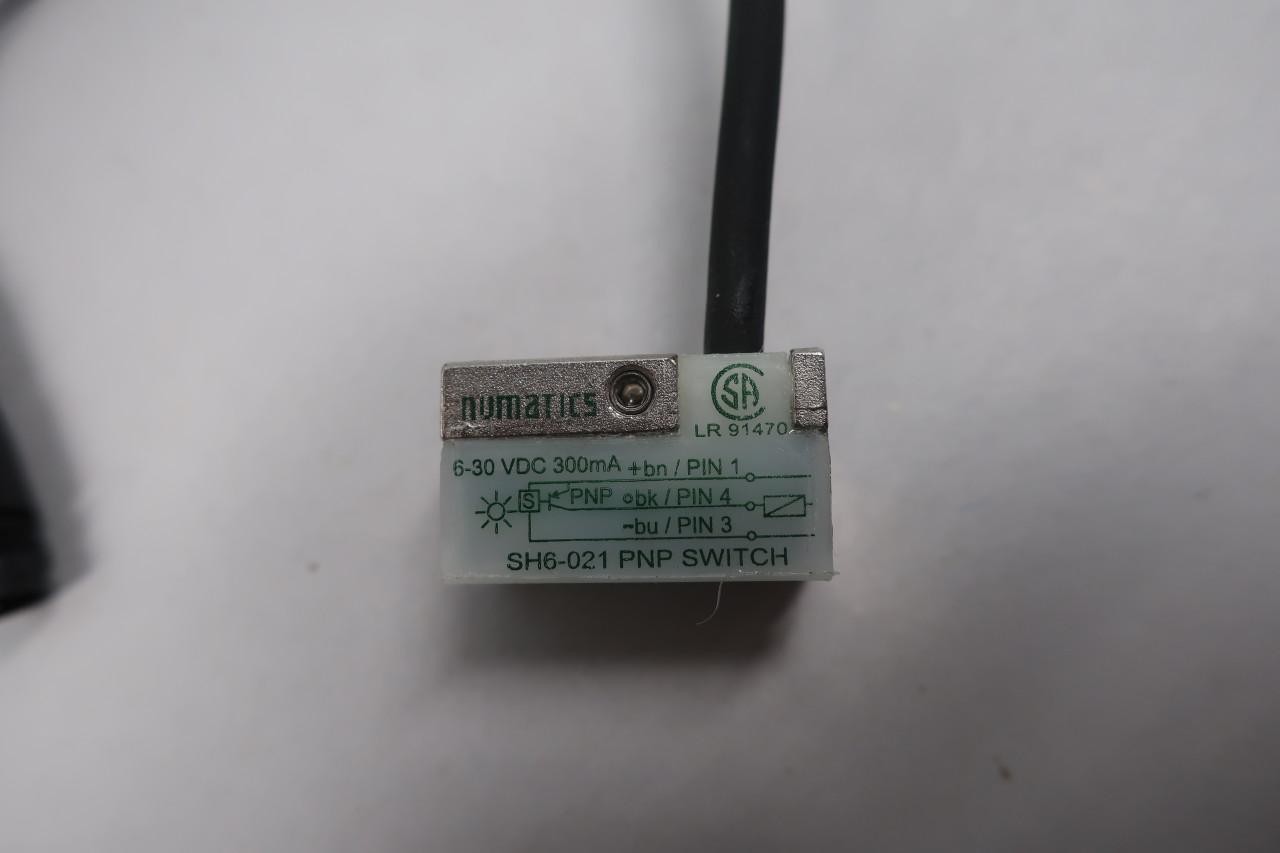 numatics
CSA
LR 91470
6-30 VDC 300mA +bn / PIN 1
S PNP bk / PIN 4
-bu / PIN 3
SH6-021 PNP SWITCH